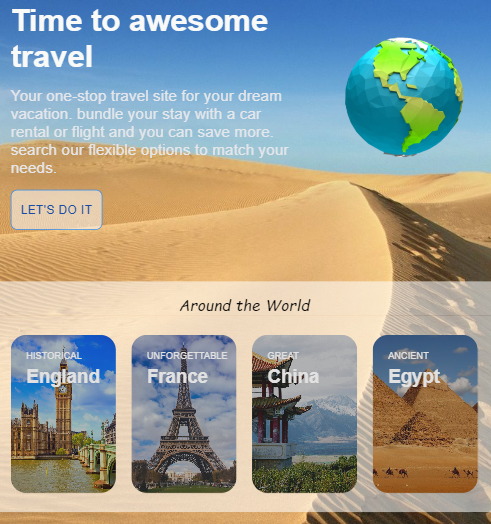 Time to awesome
travel
Your one-stop travel site for your dream
vacation. bundle your stay with a car
rental or flight and you can save more.
search our flexible options to match your
needs.
LET'S DO IT
Around the World
HISTORICAL
England
UNFORGETTABLE
France
GREAT
China
ANCIENT
Egypt